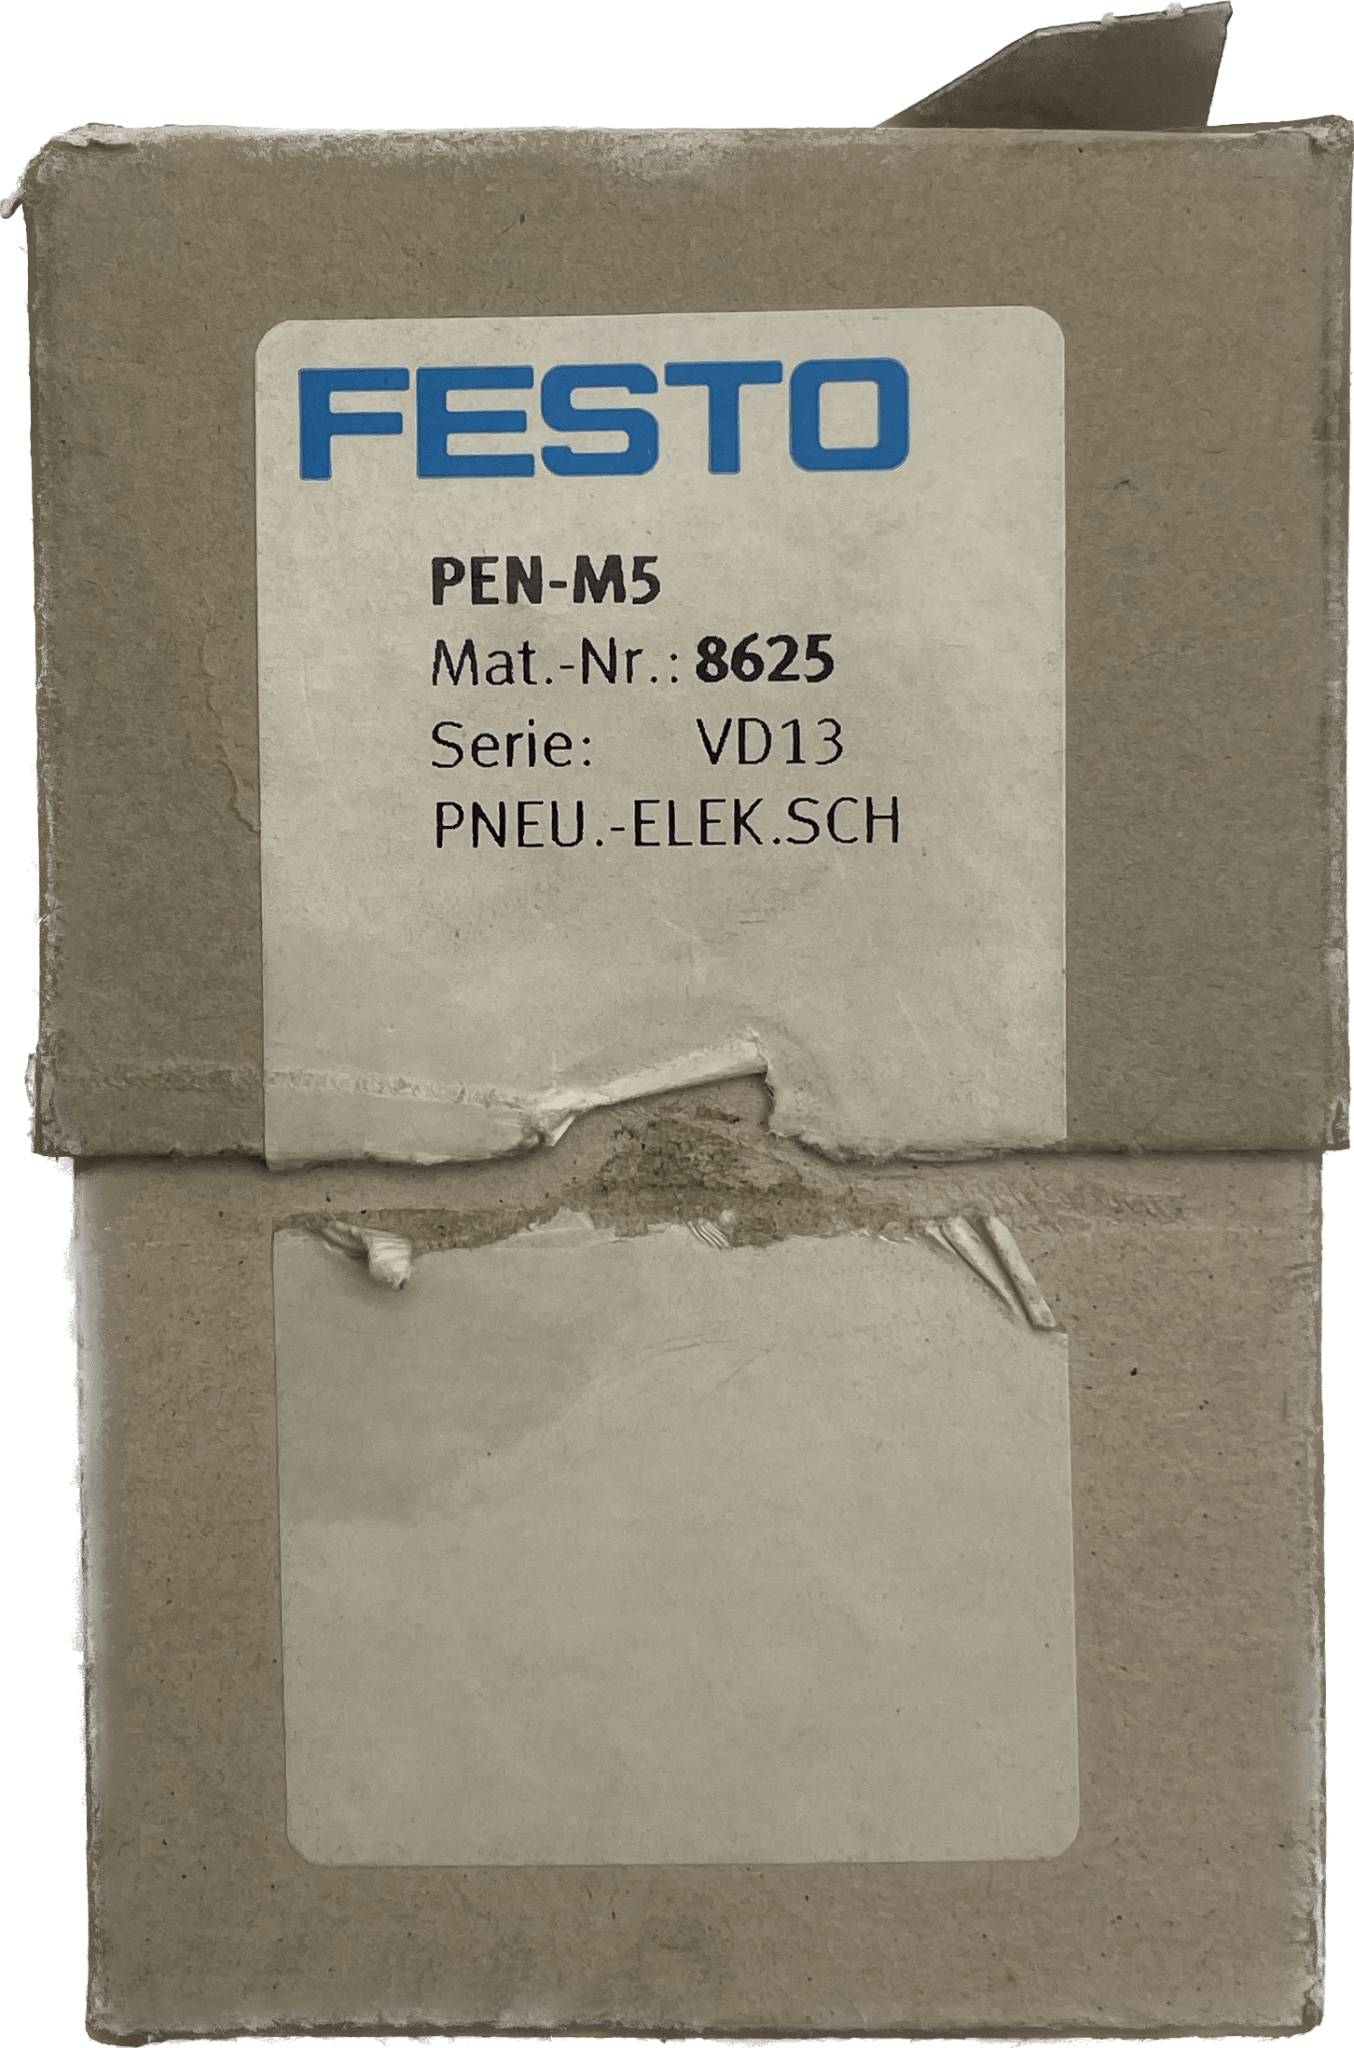 FESTO
PEN-M5
Mat.-Nr.: 8625
Serie: VD13
PNEU.-ELEK.SCH